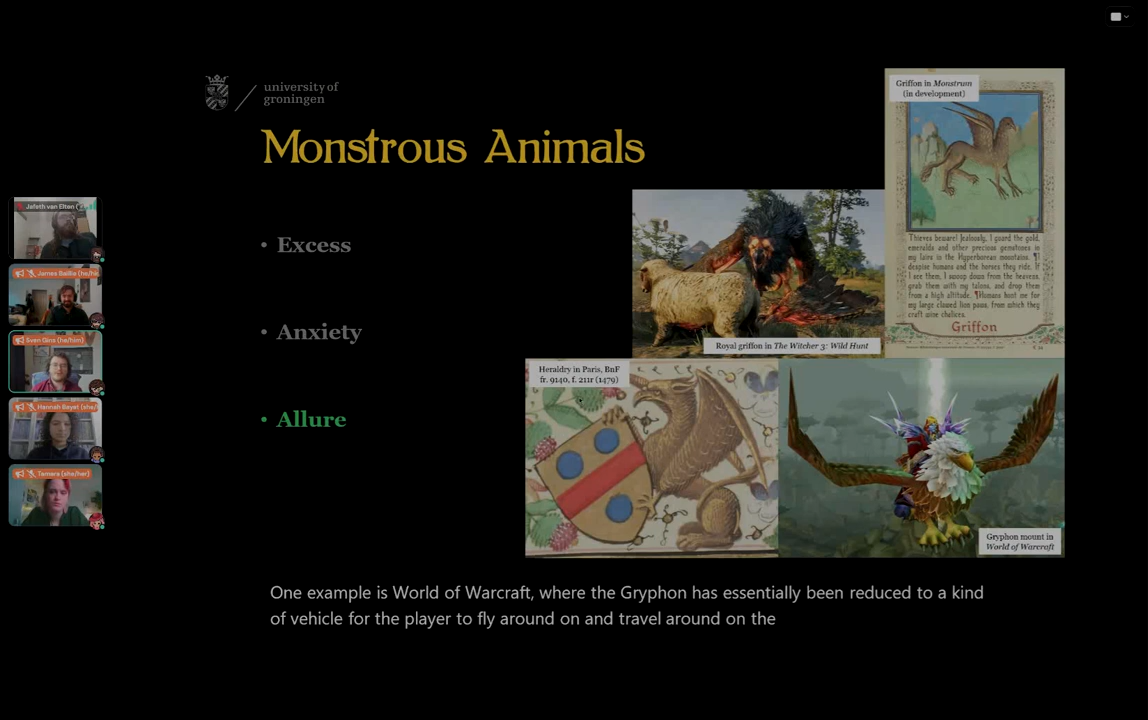 university of
groningen
Monstrous Animals
• Excess
• Anxiety
• Allure
Griffon in Monstrum
(in development)
Thieves beware! Jealously, I guard the gold,
emeralds and other precious gemstones in
my lairs in the Hyperborean mountains. ¶I
despise humans and the horses they ride. If
I see them, I swoop down from the heavens,
grab them with my talons, and drop them
from a high altitude. ¶Humans hunt me for
my large clawed lion paws, from which they
craft wine chalices.
Griffon
Royal griffon in The Witcher 3: Wild Hunt
Heraldry in Paris, BnF
fr. 9140, f. 211r (1479)
Gryphon mount in
World of Warcraft
Jafeth van Elten
James Baillie (he/hi
Sven Gins (he/him)
Hannah Bayet (she/
Tamara (she/her)
One example is World of Warcraft, where the Gryphon has essentially been reduced to a kind
of vehicle for the player to fly around on and travel around on the